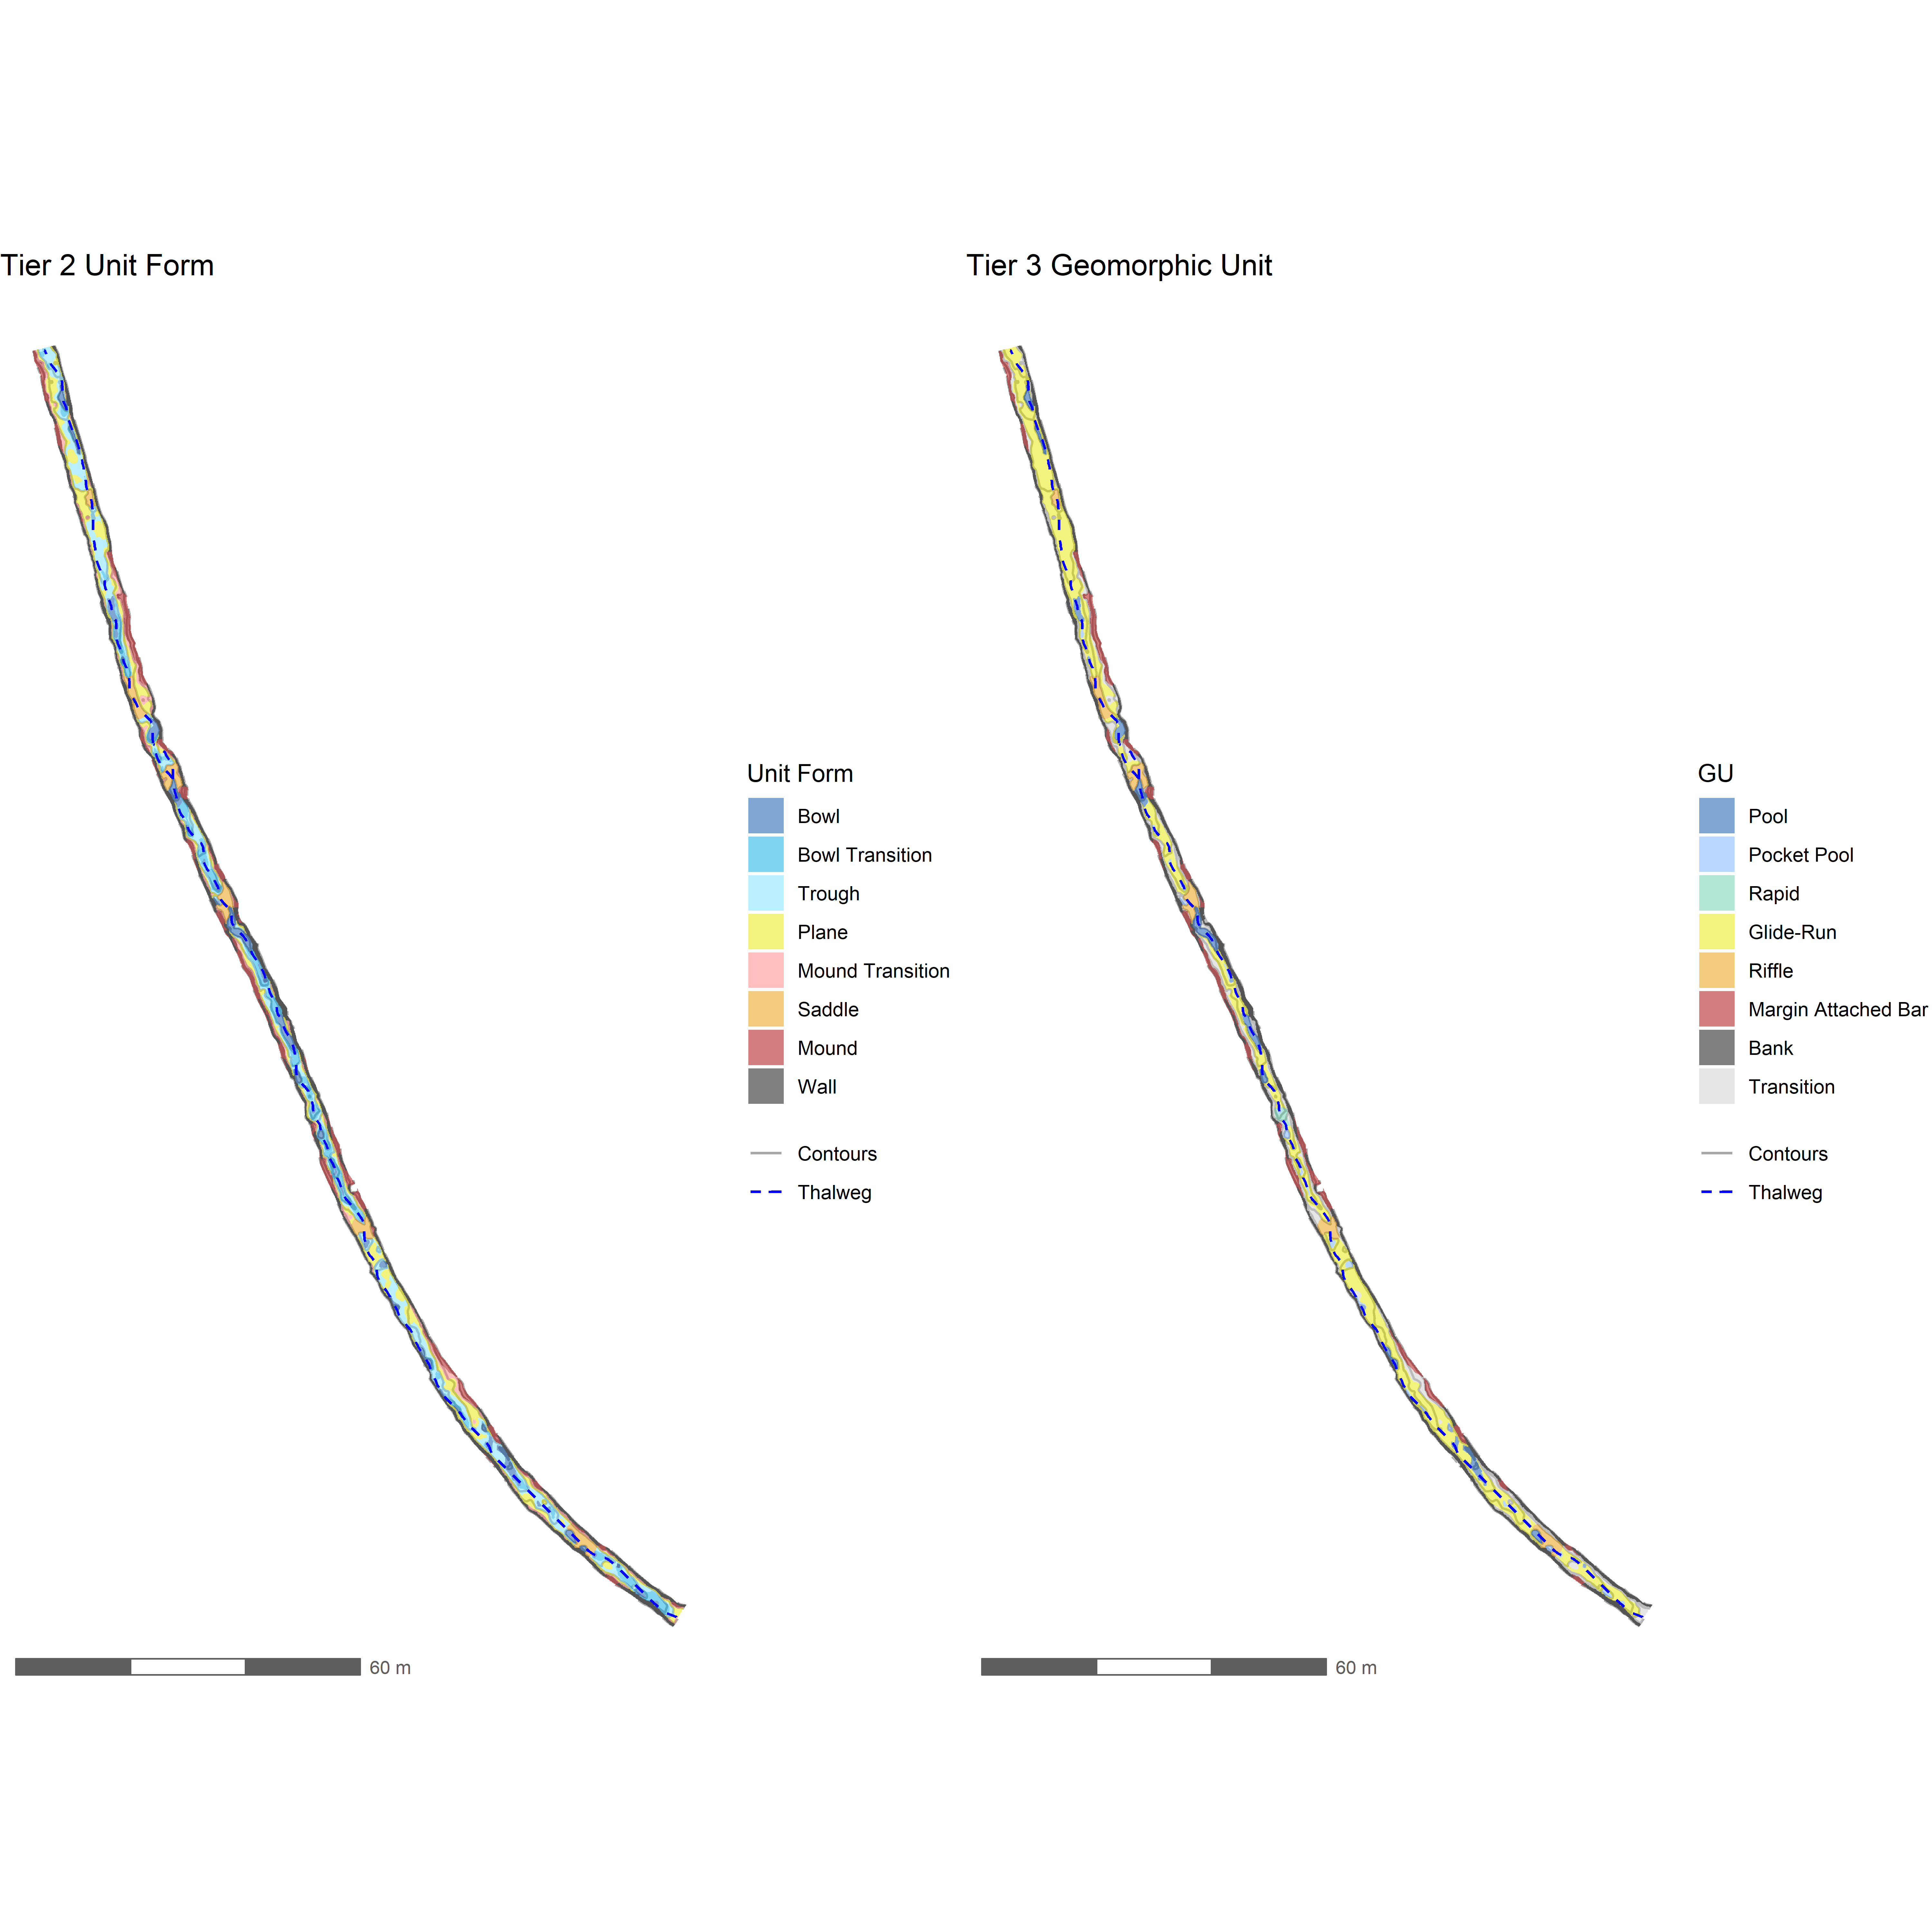 Tier 2 Unit Form
Unit Form
Bowl
Bowl Transition
Trough
Plane
Mound Transition
Saddle
Mound
Wall
Contours
Thalweg
60 m
Tier 3 Geomorphic Unit
GU
Pool
Pocket Pool
Rapid
Glide-Run
Riffle
Margin Attached Bar
Bank
Transition
Contours
Thalweg
60 m